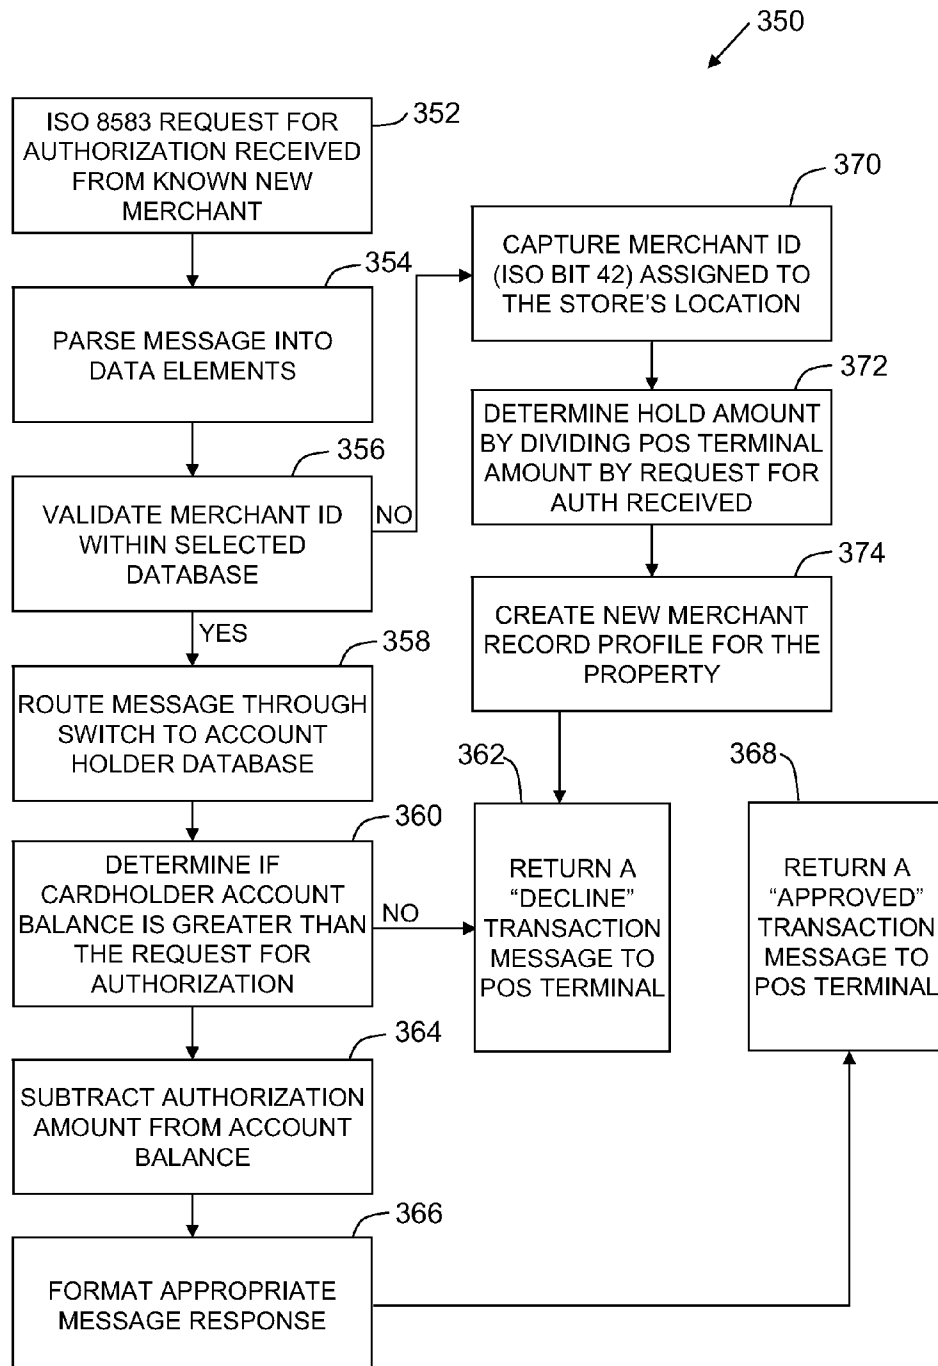 350
352
ISO 8583 REQUEST FOR
AUTHORIZATION RECEIVED
FROM KNOWN NEW
MERCHANT
354
PARSE MESSAGE INTO
DATA ELEMENTS
356
VALIDATE MERCHANT ID
WITHIN SELECTED
DATABASE
NO
YES
358
ROUTE MESSAGE THROUGH
SWITCH TO ACCOUNT
HOLDER DATABASE
360
DETERMINE IF
CARDHOLDER ACCOUNT
BALANCE IS GREATER THAN
THE REQUEST FOR
AUTHORIZATION
NO
364
SUBTRACT AUTHORIZATION
AMOUNT FROM ACCOUNT
BALANCE
366
FORMAT APPROPRIATE
MESSAGE RESPONSE
370
CAPTURE MERCHANT ID
(ISO BIT 42) ASSIGNED TO
THE STORE’S LOCATION
372
DETERMINE HOLD AMOUNT
BY DIVIDING POS TERMINAL
AMOUNT BY REQUEST FOR
AUTH RECEIVED
374
CREATE NEW MERCHANT
RECORD PROFILE FOR THE
PROPERTY
362
RETURN A
“DECLINE”
TRANSACTION
MESSAGE TO
POS TERMINAL
368
RETURN A
“APPROVED”
TRANSACTION
MESSAGE TO
POS TERMINAL